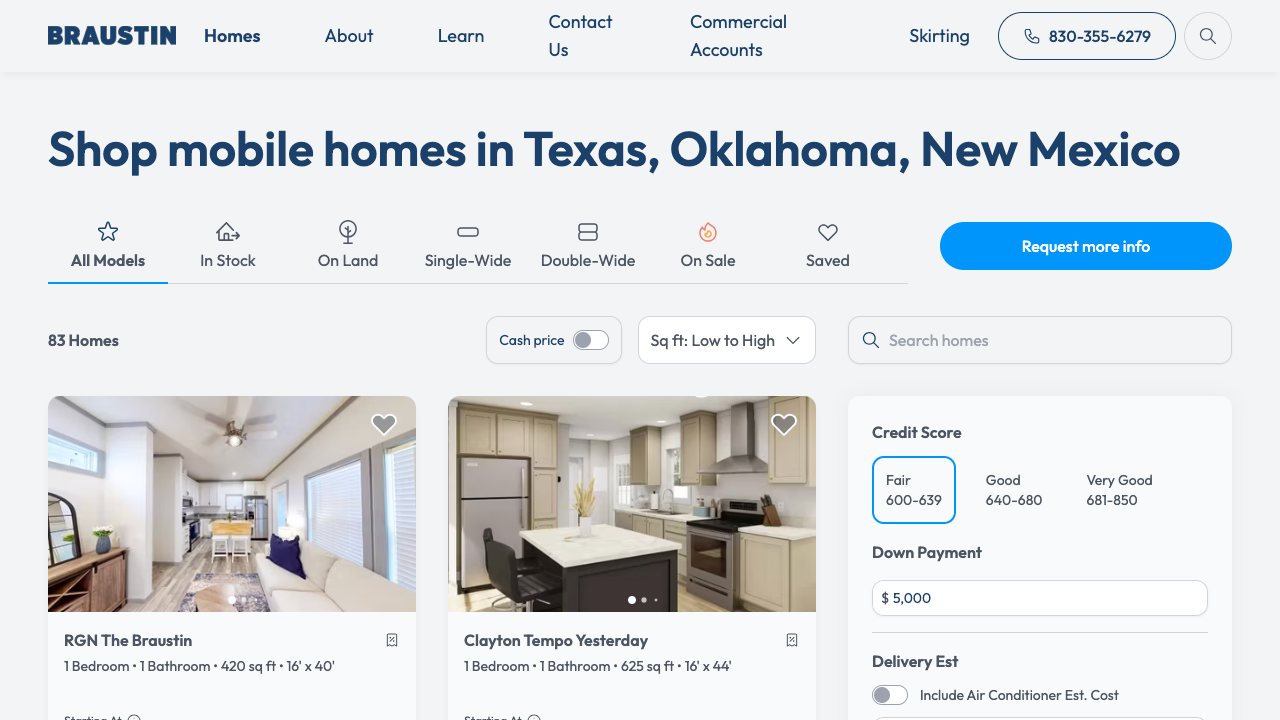 BRAUSTIN
Homes
About
Learn
Contact
Us
Commercial
Accounts
Skirting
830-355-6279
Shop mobile homes in Texas, Oklahoma, New Mexico
All Models
In Stock
On Land
Single-Wide
Double-Wide
On Sale
Saved
Request more info
83 Homes
Cash price
Sq ft: Low to High
Search homes
RGN The Braustin
1 Bedroom • 1 Bathroom • 420 sq ft • 16' x 40'
Starting At
Clayton Tempo Yesterday
1 Bedroom • 1 Bathroom • 625 sq ft • 16' x 44'
Starting At
Credit Score
Fair
600-639
Good
640-680
Very Good
681-850
Down Payment
$ 5,000
Delivery Est
Include Air Conditioner Est. Cost